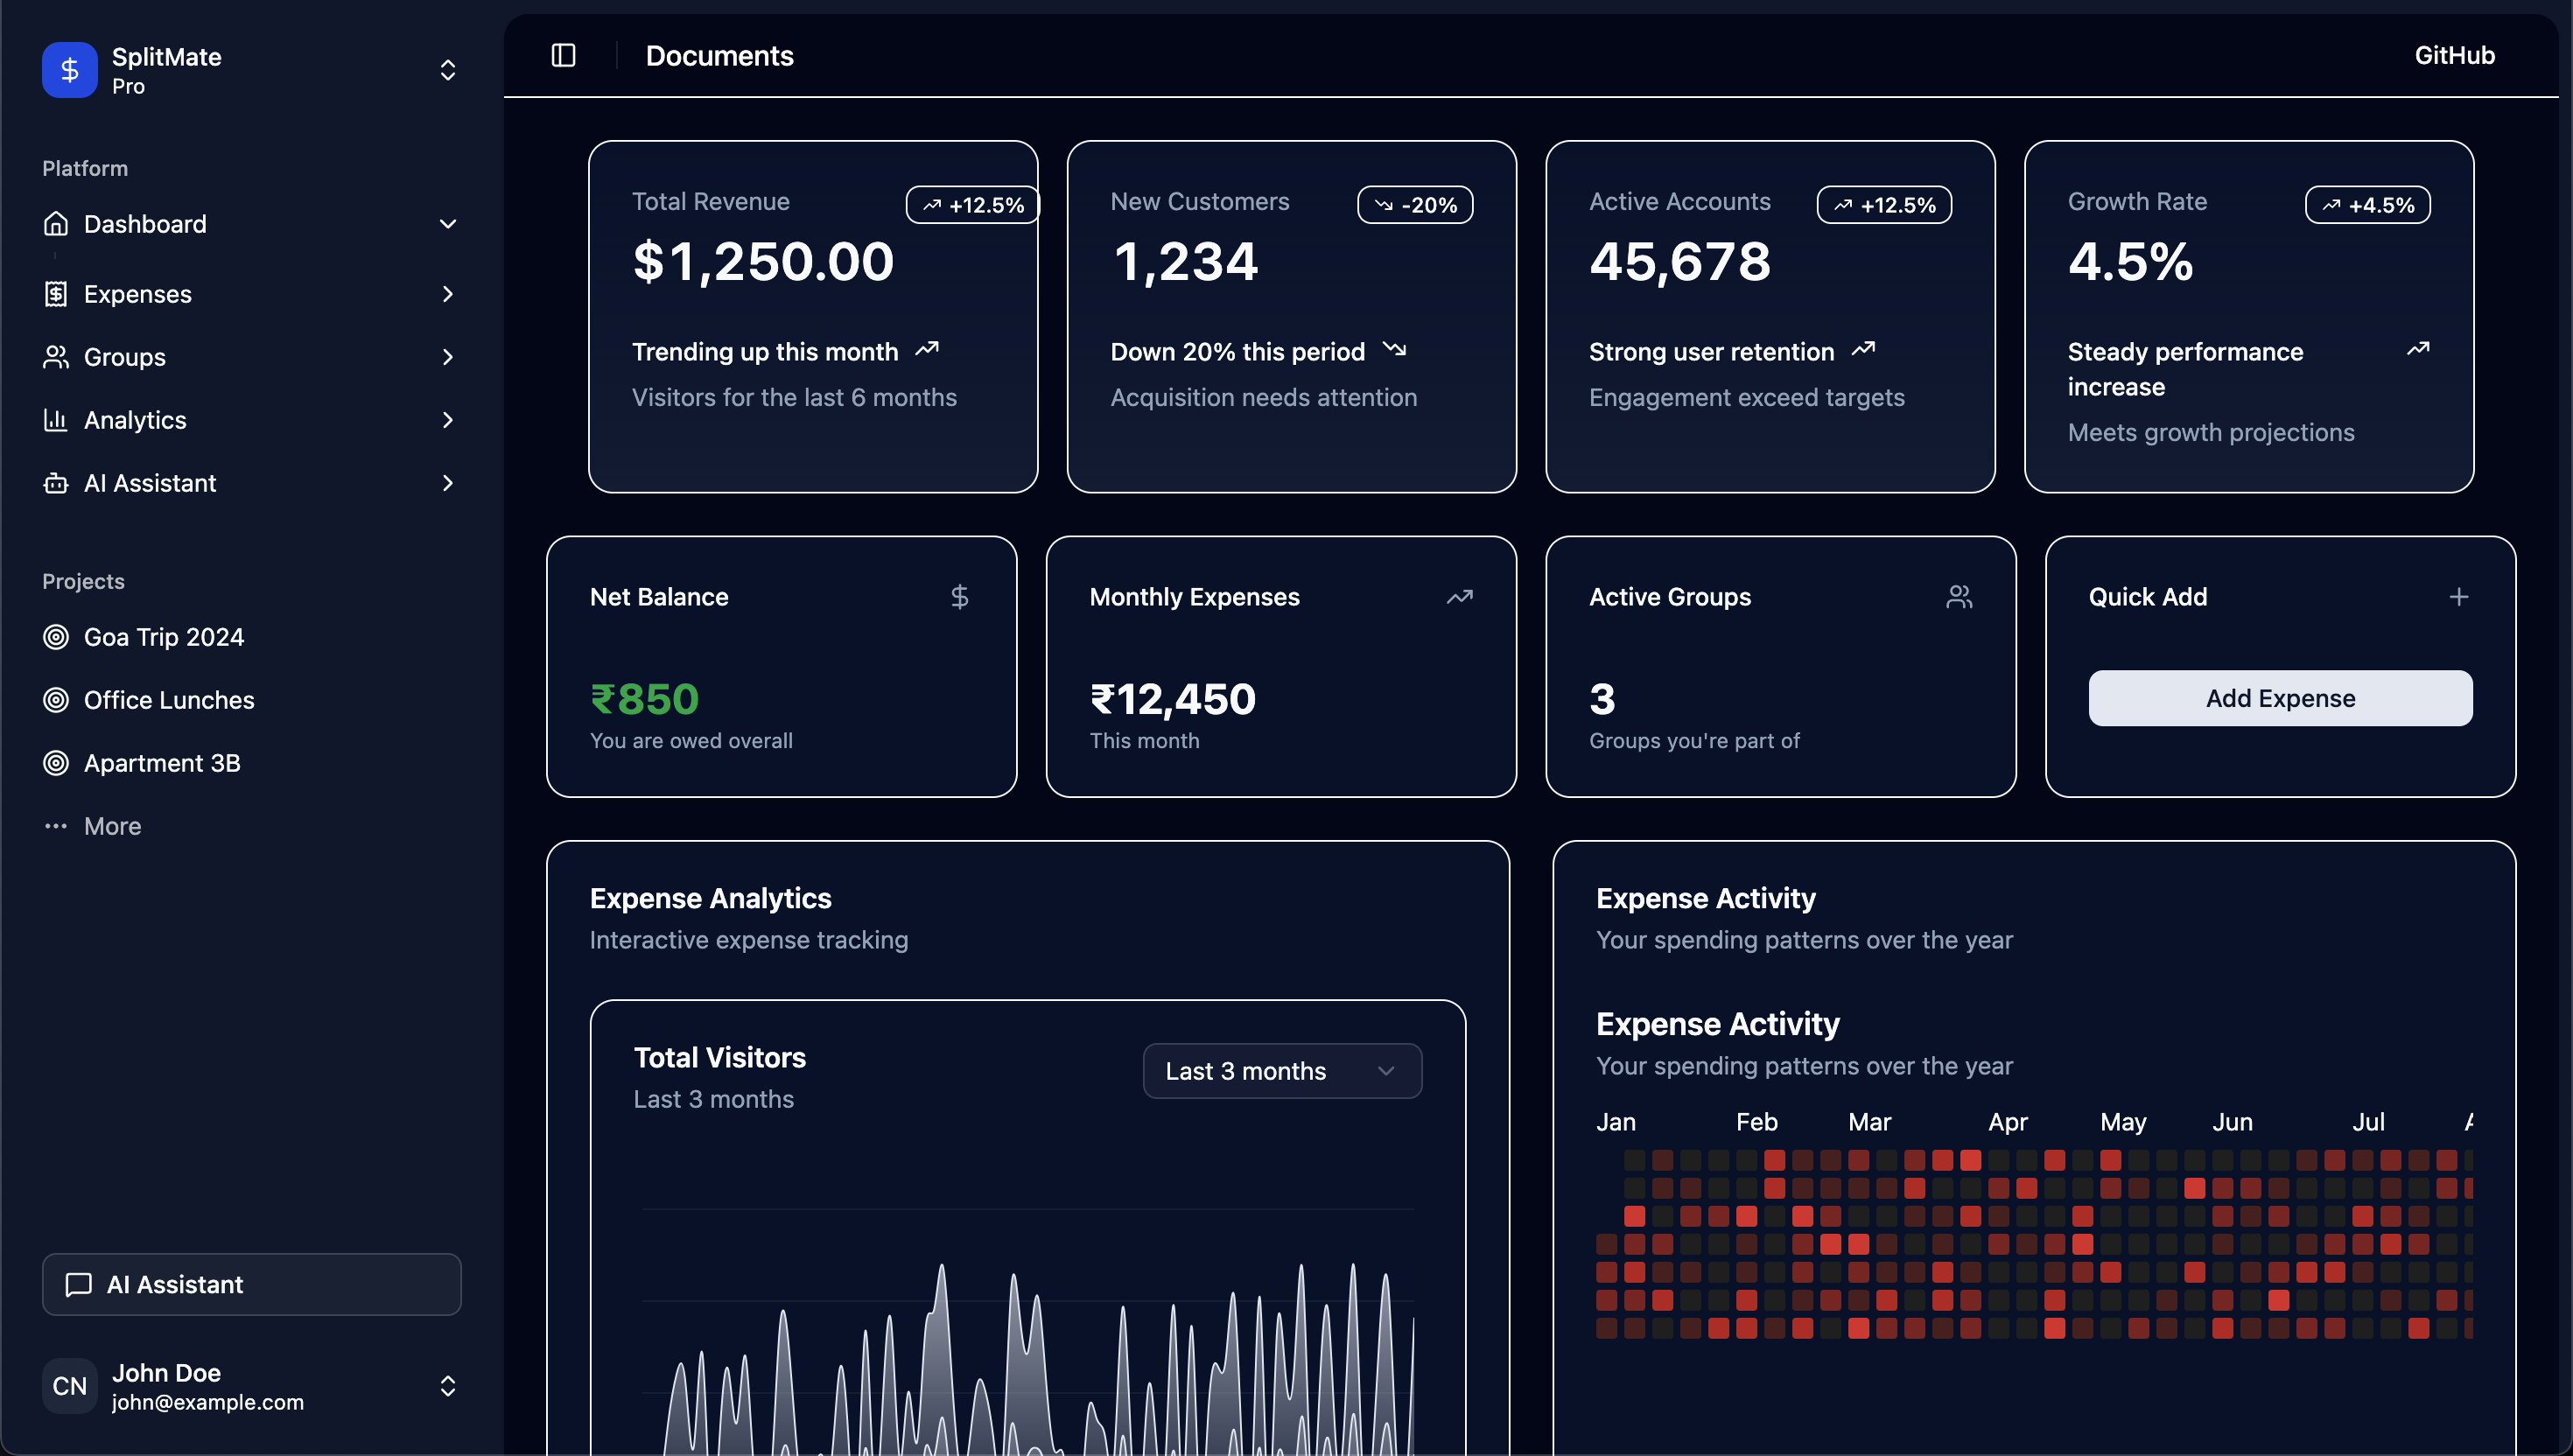 SplitMate
Pro
Platform
Dashboard
Expenses
Groups
Analytics
AI Assistant
Projects
Goa Trip 2024
Office Lunches
Apartment 3B
More
AI Assistant
CN
John Doe
john@example.com
Documents
GitHub
Total Revenue
+12.5%
$1,250.00
Trending up this month
Visitors for the last 6 months
New Customers
-20%
1,234
Down 20% this period
Acquisition needs attention
Active Accounts
+12.5%
45,678
Strong user retention
Engagement exceed targets
Growth Rate
+4.5%
4.5%
Steady performance
increase
Meets growth projections
Net Balance
₹850
You are owed overall
Monthly Expenses
₹12,450
This month
Active Groups
3
Groups you're part of
Quick Add
Add Expense
Expense Analytics
Interactive expense tracking
Total Visitors
Last 3 months
Last 3 months
Expense Activity
Your spending patterns over the year
Expense Activity
Your spending patterns over the year
Jan Feb Mar Apr May Jun Jul